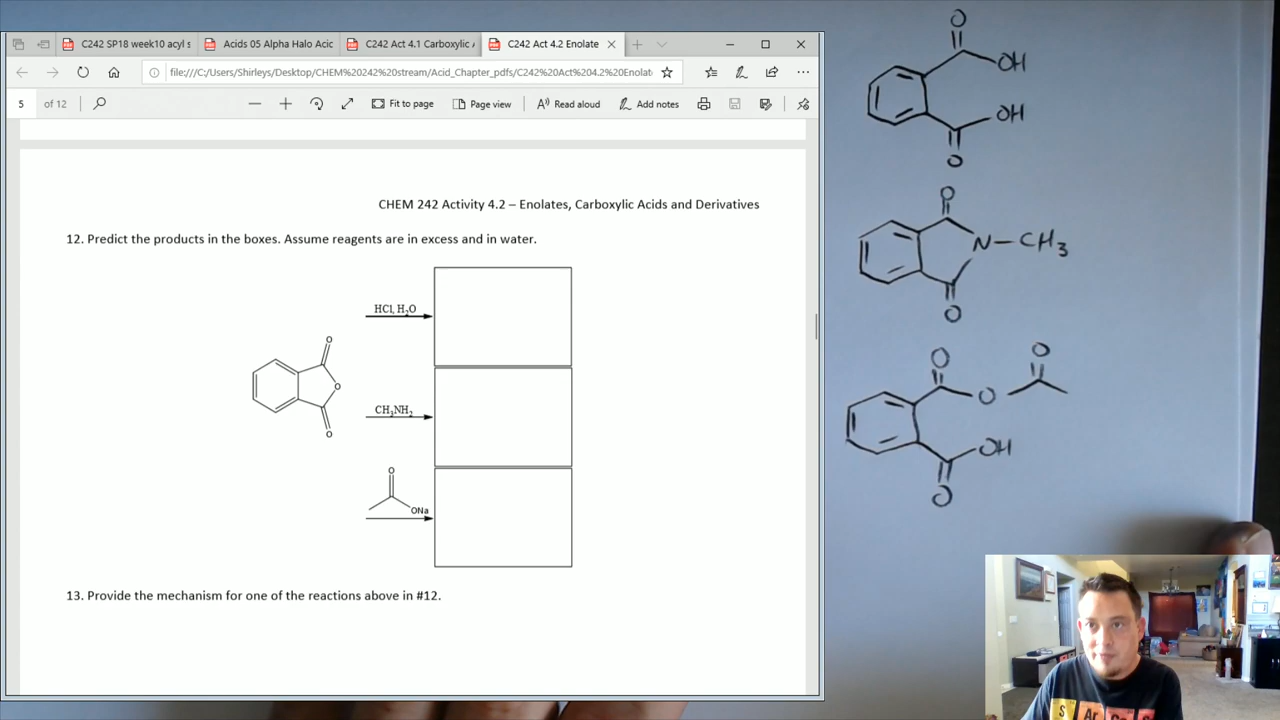 C242 SP18 week10 acyl s
Acids 05 Alpha Halo Acic
C242 Act 4.1 Carboxylic
C242 Act 4.2 Enolate
file:///C:/Users/Shirleys/Desktop/CHEM%20242%20stream/Acid_Chapter_pdfs/C242%20Act%204.2%20Enolat
5 of 12
Fit to page
Page view
Read aloud
Add notes
CHEM 242 Activity 4.2 – Enolates, Carboxylic Acids and Derivatives
12. Predict the products in the boxes. Assume reagents are in excess and in water.
HCl, H₂O
O
O
O
CH₃NH₂
O
ONa
13. Provide the mechanism for one of the reactions above in #12.
O
OH
OH
O
O
N–CH₃
O
O
O
O
OH
O
S Ar C